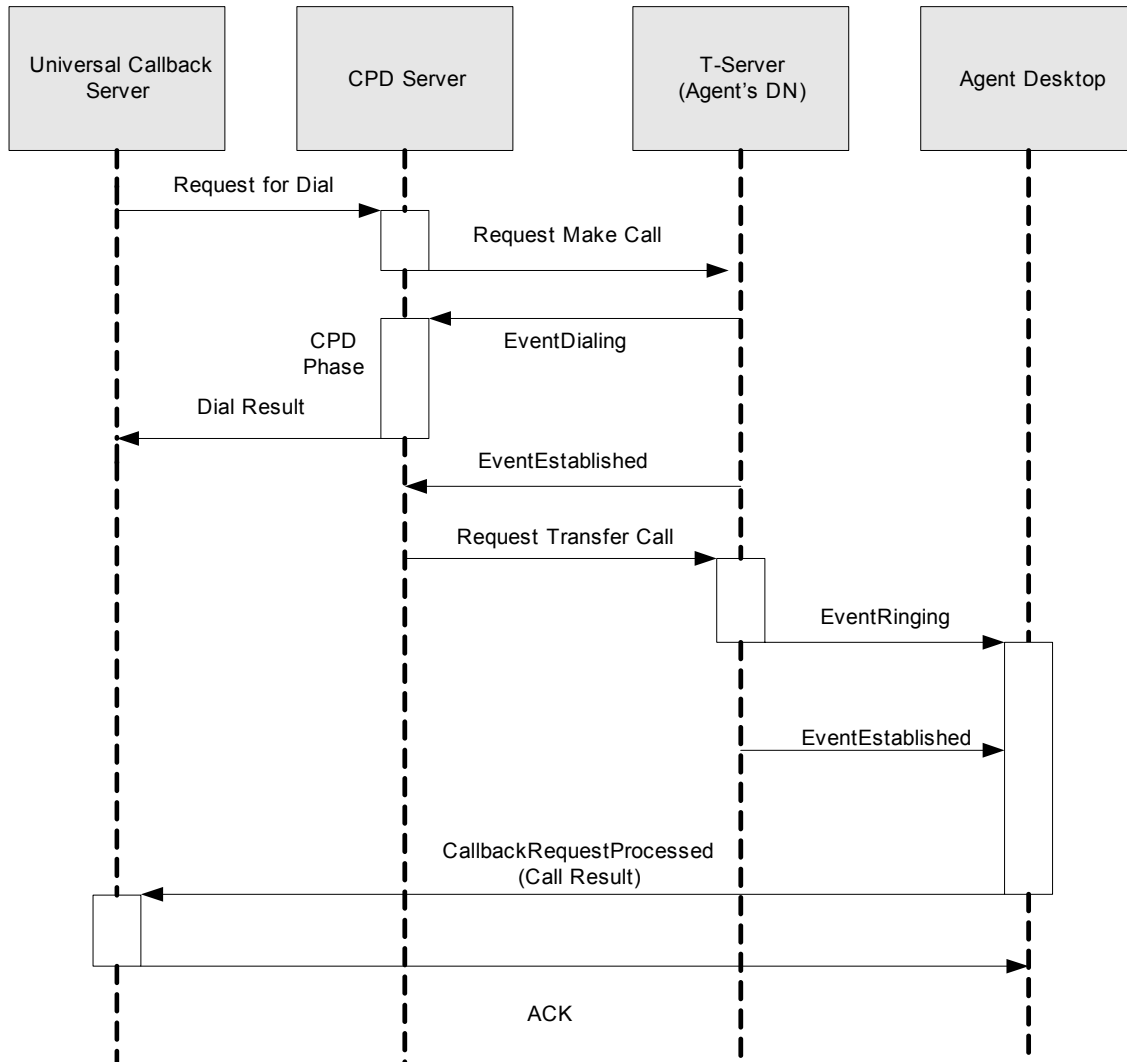 Universal Callback
Server
CPD Server
T-Server
(Agent's DN)
Agent Desktop
Request for Dial
Request Make Call
EventDialing
CPD
Phase
Dial Result
EventEstablished
Request Transfer Call
EventRinging
EventEstablished
CallbackRequestProcessed
(Call Result)
ACK